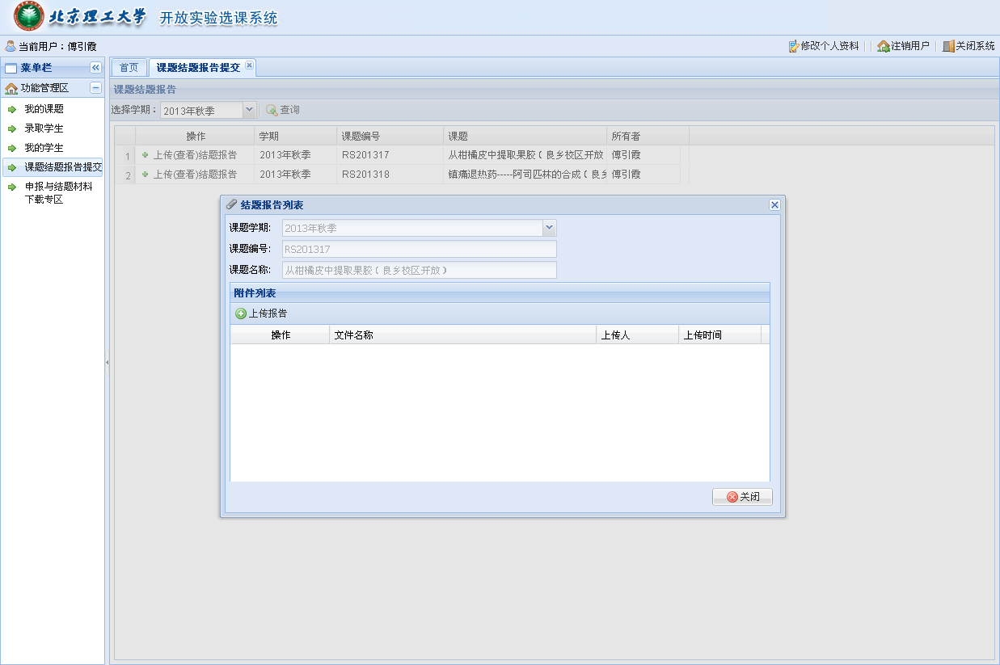 北京理工大学 开放实验选课系统
当前用户：傅引霞 修改个人资料 注销用户 关闭系统
菜单栏
功能管理区
我的课题
录取学生
我的学生
课题结题报告提交
申报与结题材料
下载专区
首页 课题结题报告提交
课题结题报告
选择学期： 2013年秋季 查询
操作 学期 课题编号 课题 所有者
1 上传(查看)结题报告 2013年秋季 RS201317 从柑橘皮中提取果胶（良乡校区开放 傅引霞
2 上传(查看)结题报告 2013年秋季 RS201318 镇痛退热药-----阿司匹林的合成（良乡 傅引霞
结题报告列表
课题学期: 2013年秋季
课题编号: RS201317
课题名称: 从柑橘皮中提取果胶（良乡校区开放）
附件列表
上传报告
操作 文件名称 上传人 上传时间
关闭